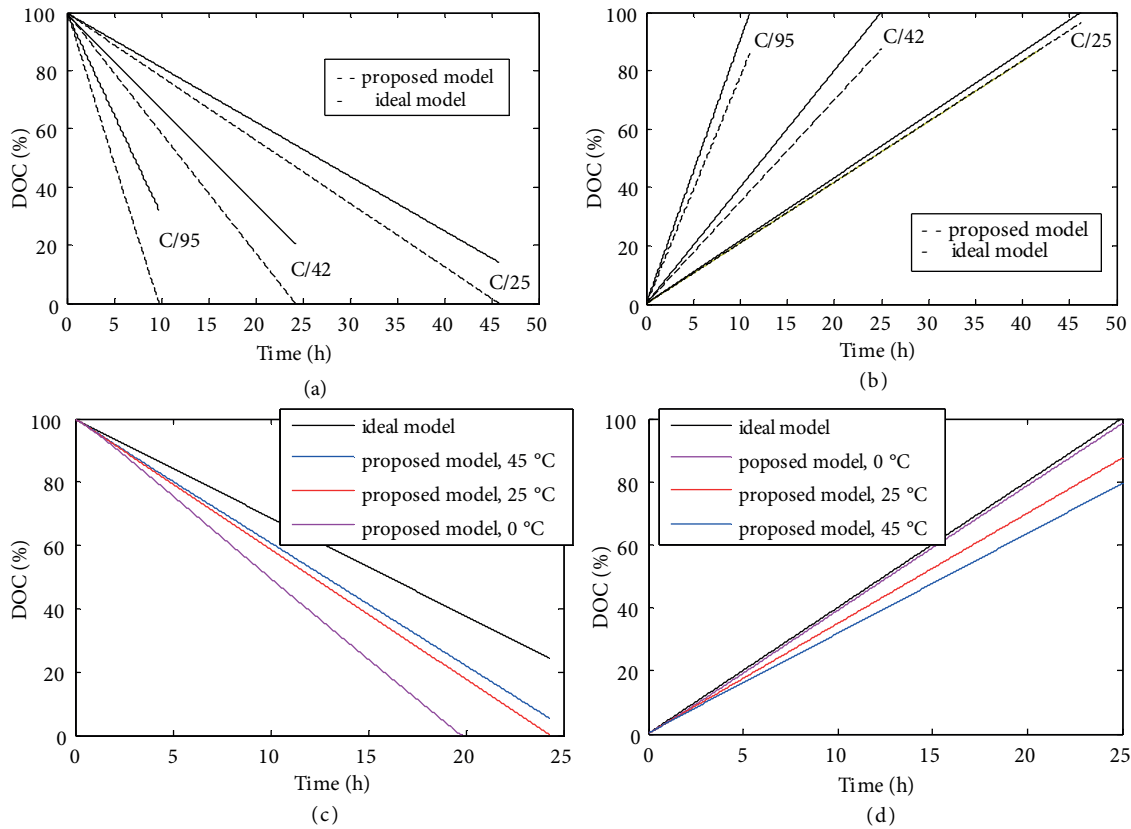 100
80
60
40
20
0
DOC (%)
- - proposed model
- ideal model
C/95
C/42
C/25
0 5 10 15 20 25 30 35 40 45 50
Time (h)
(a)
100
80
60
40
20
0
DOC (%)
C/95
C/42
C/25
- - proposed model
- ideal model
0 5 10 15 20 25 30 35 40 45 50
Time (h)
(b)
100
80
60
40
20
0
DOC (%)
ideal model
proposed model, 45 °C
proposed model, 25 °C
proposed model, 0 °C
0 5 10 15 20 25
Time (h)
(c)
100
80
60
40
20
0
DOC (%)
ideal model
poposed model, 0 °C
proposed model, 25 °C
proposed model, 45 °C
0 5 10 15 20 25
Time (h)
(d)